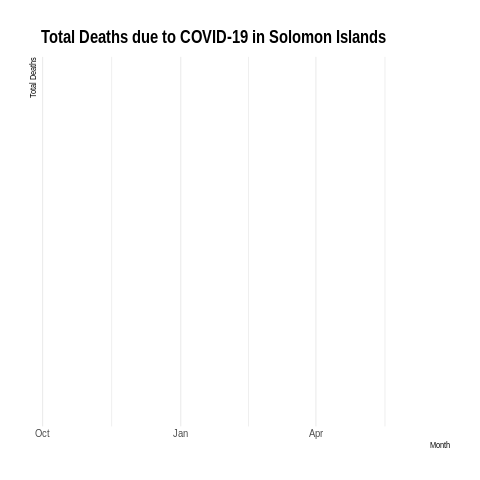 Total Deaths due to COVID-19 in Solomon Islands
Total Deaths
Oct
Jan
Apr
Month